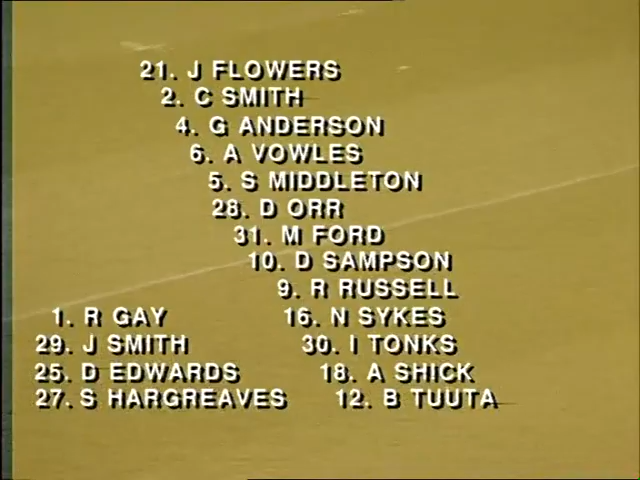 21. J FLOWERS
2. C SMITH
4. G ANDERSON
6. A VOWLES
5. S MIDDLETON
28. D ORR
31. M FORD
10. D SAMPSON
9. R RUSSELL
1. R GAY 16. N SYKES
29. J SMITH 30. I TONKS
25. D EDWARDS 18. A SHICK
27. S HARGREAVES 12. B TUUTA